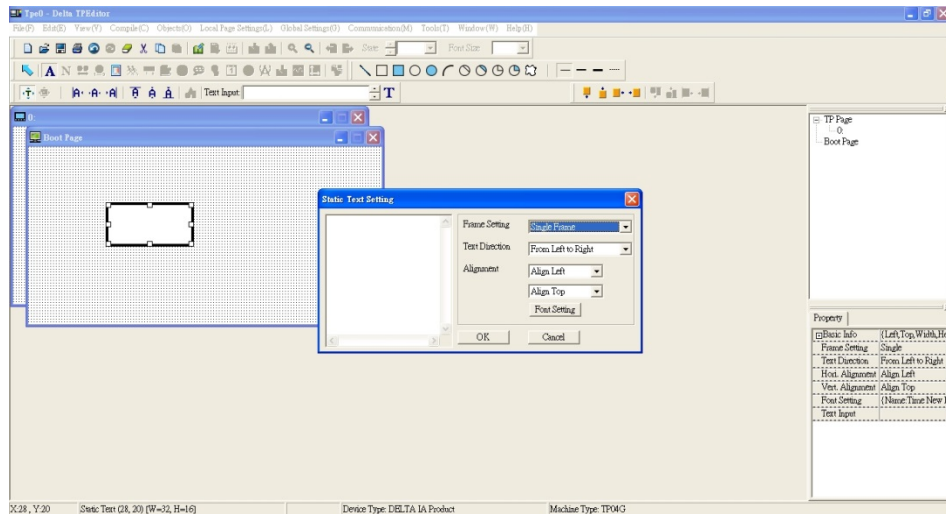 Tpe0 - Delta TPEditor
File(F) Edit(E) View(V) Compile(C) Objects(O) Local Page Settings(L) Global Settings(G) Communication(M) Tools(T) Window(W) Help(H)
Size
Font Size
A N
Text Input
T
0:
Boot Page
TP Page
0:
Boot Page
Static Text Setting
Frame Setting Single Frame
Text Direction From Left to Right
Alignment Align Left
Align Top
Font Setting
OK Cancel
Property
Basic Info {Left,Top,Width,He
Frame Setting Single
Text Direction From Left to Right
Hori. Alignment Align Left
Vert. Alignment Align Top
Font Setting {Name:Time New
Text Input
X:28 , Y:20 Static Text (28, 20) [W=32, H=16] Device Type: DELTA IA Product Machine Type: TP04G